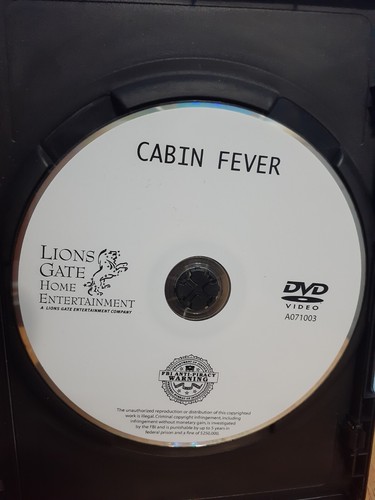 CABIN FEVER
LIONS
GATE
HOME
ENTERTAINMENT
A LIONS GATE ENTERTAINMENT COMPANY
DVD
VIDEO
A071003
FBI ANTI-PIRACY
WARNING
The unauthorized reproduction or distribution of this copyrighted
work is illegal. Criminal copyright infringement, including
infringement without monetary gain, is investigated
by the FBI and is punishable by up to 5 years in
federal prison and a fine of $250,000.